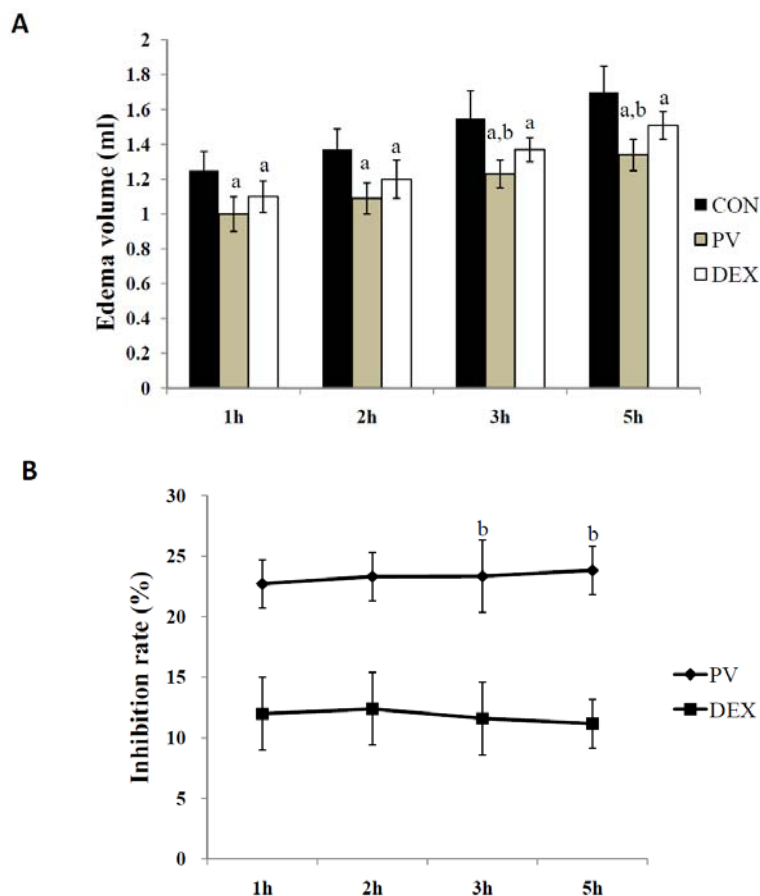 A
Edema volume (ml)
2
1.8
1.6
1.4
1.2
1
0.8
0.6
0.4
0.2
0
a a
a a
a,b a
a,b a
1h 2h 3h 5h
CON
PV
DEX
B
Inhibition rate (%)
30
25
20
15
10
5
0
b b
1h 2h 3h 5h
PV
DEX